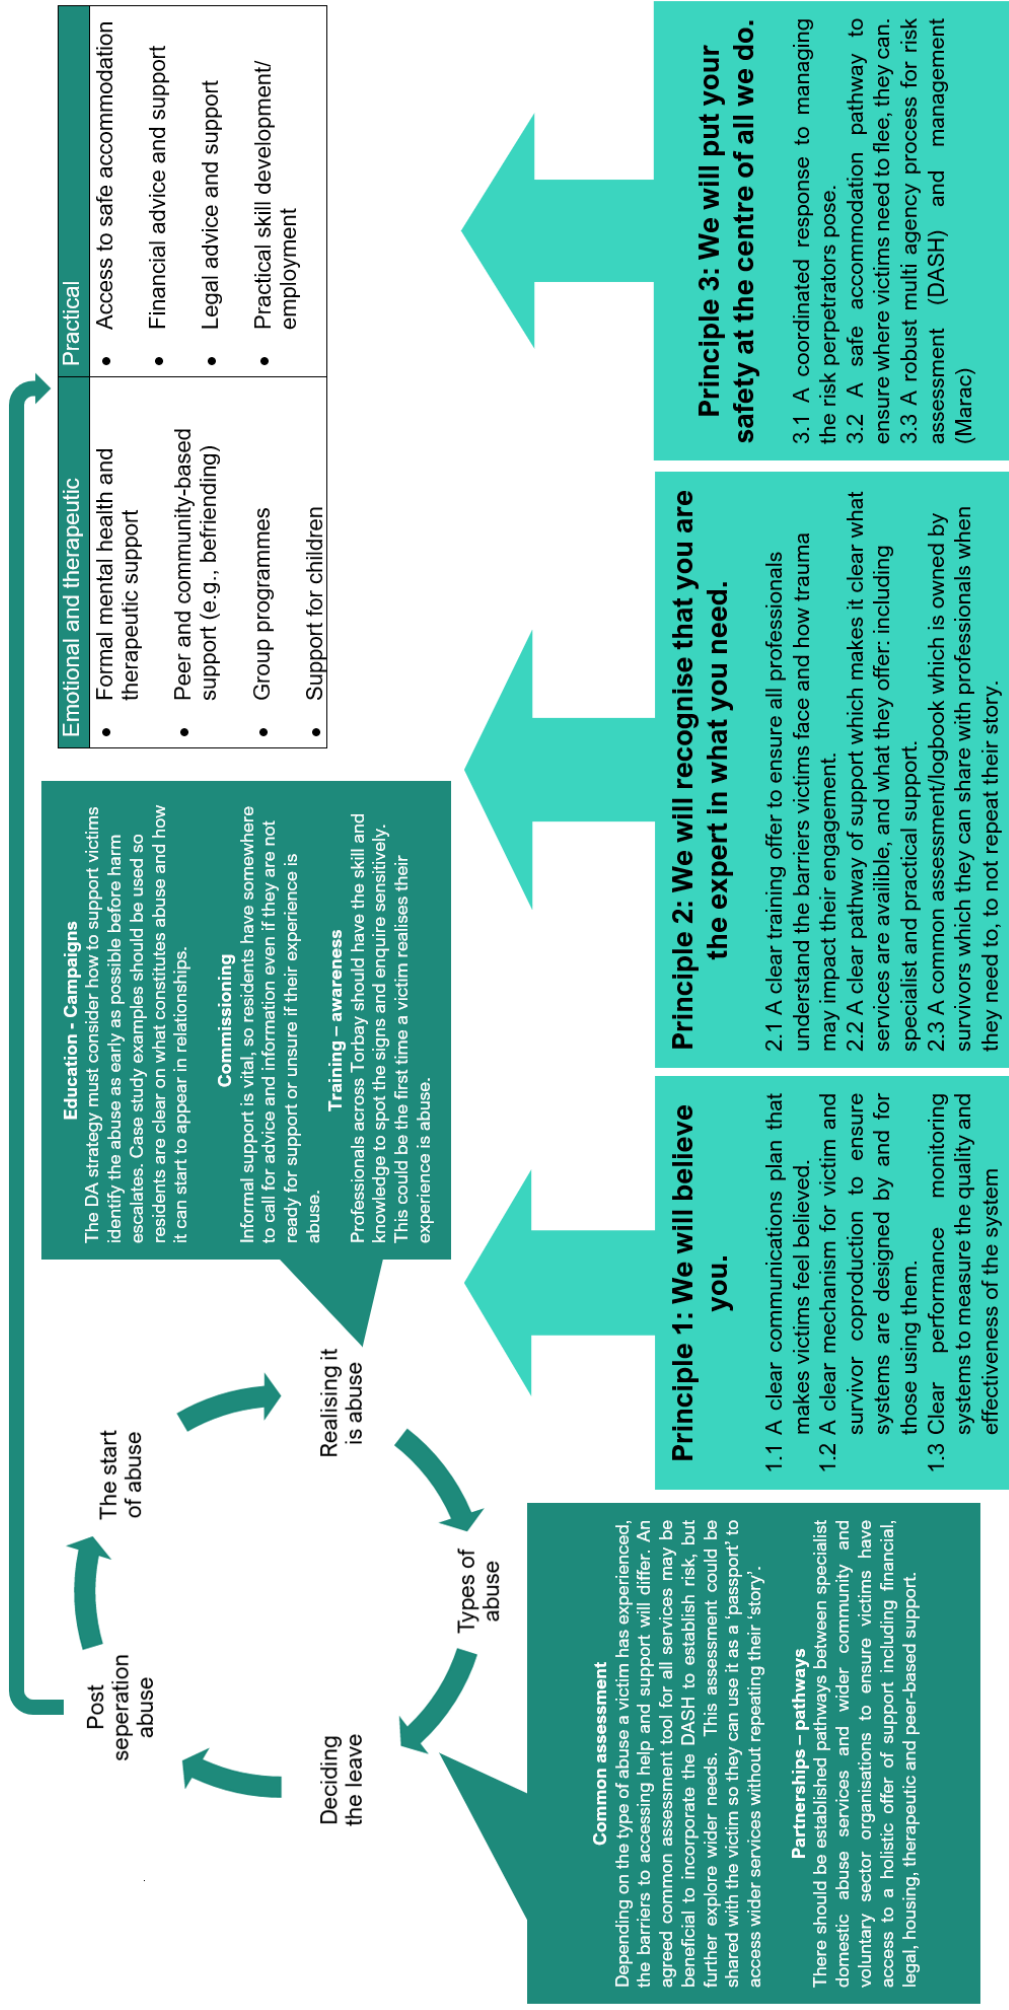 Post
seperation
abuse
The start
of abuse
Realising it
is abuse
Types of
abuse
Deciding
the leave
Education - Campaigns
The DA strategy must consider how to support victims
identify the abuse as early as possible before harm
escalates. Case study examples should be used so
residents are clear on what constitutes abuse and how
it can start to appear in relationships.
Commissioning
Informal support is vital, so residents have somewhere
to call for advice and information even if they are not
ready for support or unsure if their experience is
abuse.
Training – awareness
Professionals across Torbay should have the skill and
knowledge to spot the signs and enquire sensitively.
This could be the first time a victim realises their
experience is abuse.
Emotional and therapeutic
• Formal mental health and
therapeutic support
• Peer and community-based
support (e.g., befriending)
• Group programmes
• Support for children
Practical
• Access to safe accommodation
• Financial advice and support
• Legal advice and support
• Practical skill development/
employment
Common assessment
Depending on the type of abuse a victim has experienced,
the barriers to accessing help and support will differ. An
agreed common assessment tool for all services may be
beneficial to incorporate the DASH to establish risk, but
further explore wider needs. This assessment could be
shared with the victim so they can use it as a ‘passport’ to
access wider services without repeating their ‘story’.
Partnerships – pathways
There should be established pathways between specialist
domestic abuse services and wider community and
voluntary sector organisations to ensure victims have
access to a holistic offer of support including financial,
legal, housing, therapeutic and peer-based support.
Principle 1: We will believe
you.
1.1 A clear communications plan that
makes victims feel believed.
1.2 A clear mechanism for victim and
survivor coproduction to ensure
systems are designed by and for
those using them.
1.3 Clear performance monitoring
systems to measure the quality and
effectiveness of the system
Principle 2: We will recognise that you are
the expert in what you need.
2.1 A clear training offer to ensure all professionals
understand the barriers victims face and how trauma
may impact their engagement.
2.2 A clear pathway of support which makes it clear what
services are availible, and what they offer: including
specialist and practical support.
2.3 A common assessment/logbook which is owned by
survivors which they can share with professionals when
they need to, to not repeat their story.
Principle 3: We will put your
safety at the centre of all we do.
3.1 A coordinated response to managing
the risk perpetrators pose.
3.2 A safe accommodation pathway to
ensure where victims need to flee, they can.
3.3 A robust multi agency process for risk
assessment (DASH) and management
(Marac)